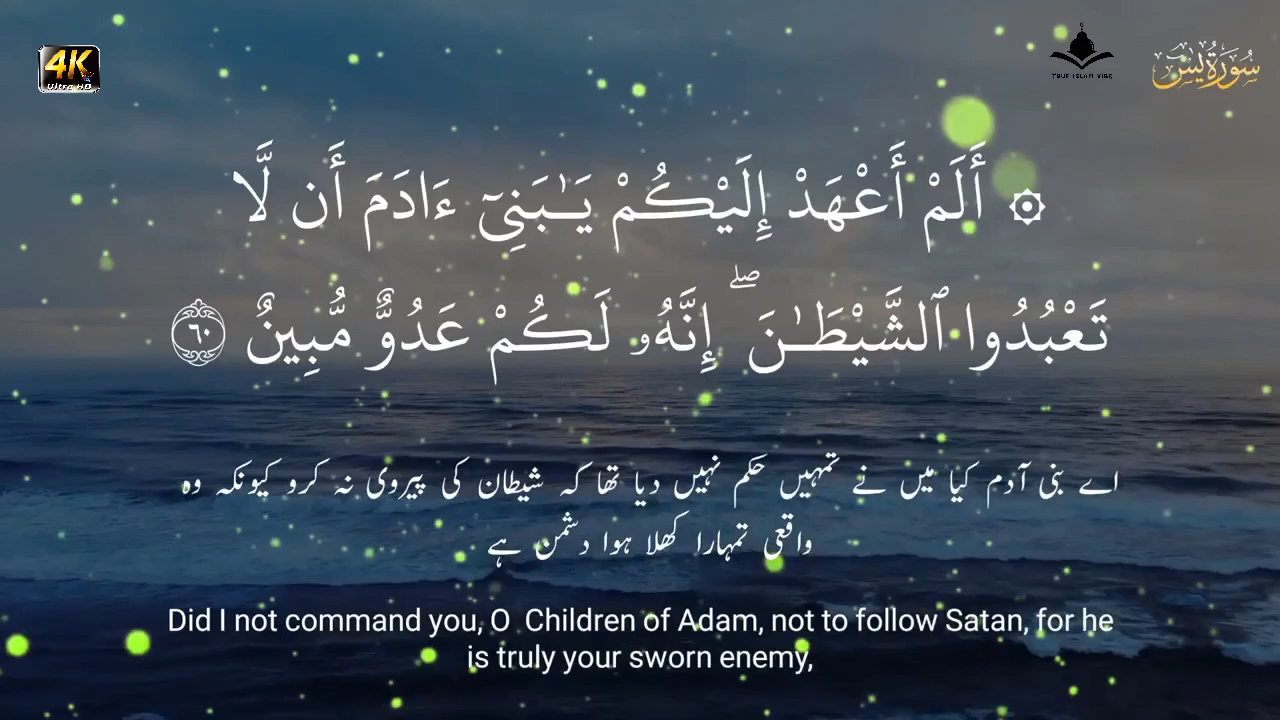 4K
Ultra HD
TRUE ISLAM VIBE
سورة يس
۞ أَلَمْ أَعْهَدْ إِلَيْكُمْ يَـٰبَنِىٓ ءَادَمَ أَن لَّا
تَعْبُدُوا ٱلشَّيْطَـٰنَ ۖ إِنَّهُۥ لَكُمْ عَدُوٌّ مُّبِينٌ ٦٠
اے بنی آدم کیا میں نے تمہیں حکم نہیں دیا تھا کہ شیطان کی پیروی نہ کرو کیونکہ وہ
واقعی تمہارا کھلا ہوا دشمن ہے
Did I not command you, O  Children of Adam, not to follow Satan, for he
is truly your sworn enemy,